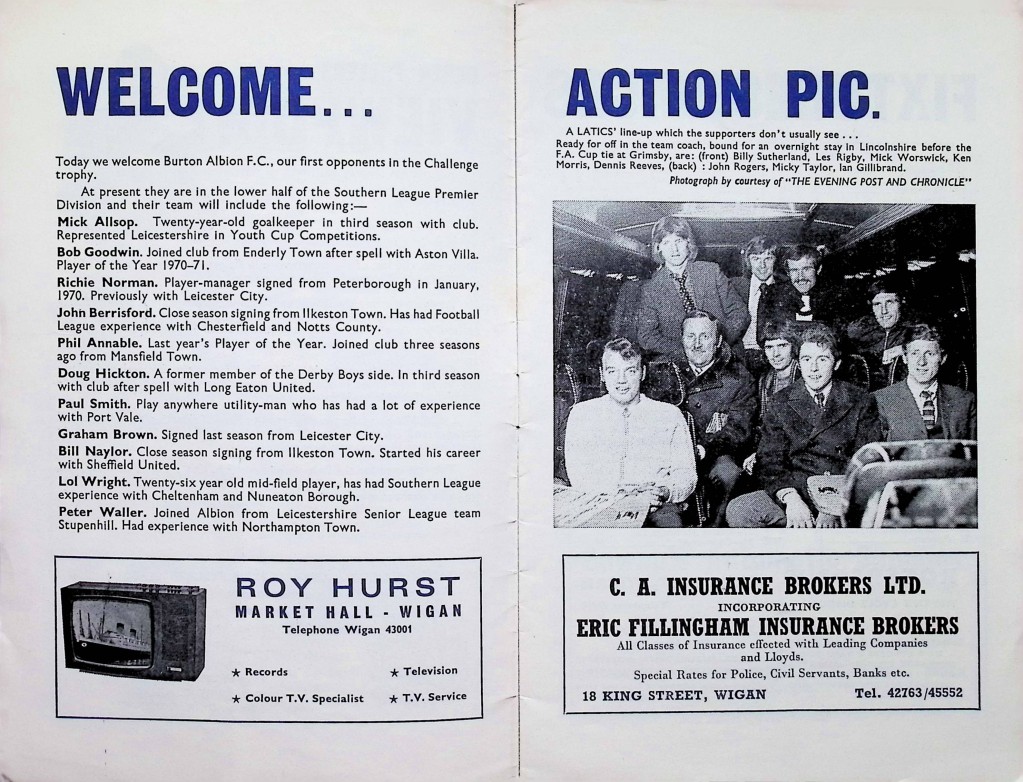 WELCOME...
Today we welcome Burton Albion F.C., our first opponents in the Challenge
trophy.
At present they are in the lower half of the Southern League Premier
Division and their team will include the following:—
Mick Allsop. Twenty-year-old goalkeeper in third season with club.
Represented Leicestershire in Youth Cup Competitions.
Bob Goodwin. Joined club from Enderly Town after spell with Aston Villa.
Player of the Year 1970–71.
Richie Norman. Player-manager signed from Peterborough in January,
1970. Previously with Leicester City.
John Berrisford. Close season signing from Ilkeston Town. Has had Football
League experience with Chesterfield and Notts County.
Phil Annable. Last year's Player of the Year. Joined club three seasons
ago from Mansfield Town.
Doug Hickton. A former member of the Derby Boys side. In third season
with club after spell with Long Eaton United.
Paul Smith. Play anywhere utility-man who has had a lot of experience
with Port Vale.
Graham Brown. Signed last season from Leicester City.
Bill Naylor. Close season signing from Ilkeston Town. Started his career
with Sheffield United.
Lol Wright. Twenty-six year old mid-field player, has had Southern League
experience with Cheltenham and Nuneaton Borough.
Peter Waller. Joined Albion from Leicestershire Senior League team
Stupenhill. Had experience with Northampton Town.
ROY HURST
MARKET HALL - WIGAN
Telephone Wigan 43001
★ Records ★ Television
★ Colour T.V. Specialist ★ T.V. Service
ACTION PIC.
A LATICS' line-up which the supporters don't usually see . . .
Ready for off in the team coach, bound for an overnight stay in Lincolnshire before the
F.A. Cup tie at Grimsby, are: (front) Billy Sutherland, Les Rigby, Mick Worswick, Ken
Morris, Dennis Reeves, (back) : John Rogers, Micky Taylor, Ian Gillibrand.
Photograph by courtesy of "THE EVENING POST AND CHRONICLE"
C. A. INSURANCE BROKERS LTD.
INCORPORATING
ERIC FILLINGHAM INSURANCE BROKERS
All Classes of Insurance effected with Leading Companies
and Lloyds.
Special Rates for Police, Civil Servants, Banks etc.
18 KING STREET, WIGAN Tel. 42763/45552